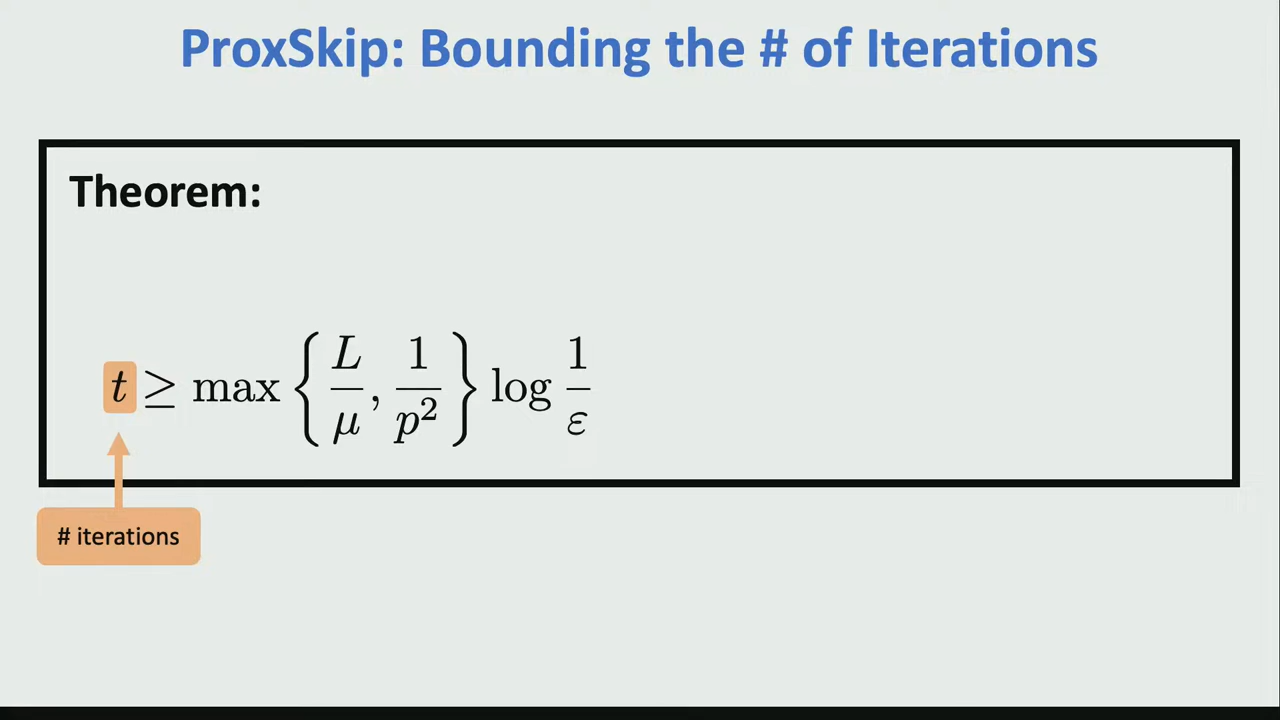 ProxSkip: Bounding the # of Iterations
Theorem:
t ≥ max { L/μ, 1/p² } log 1/ε
# iterations